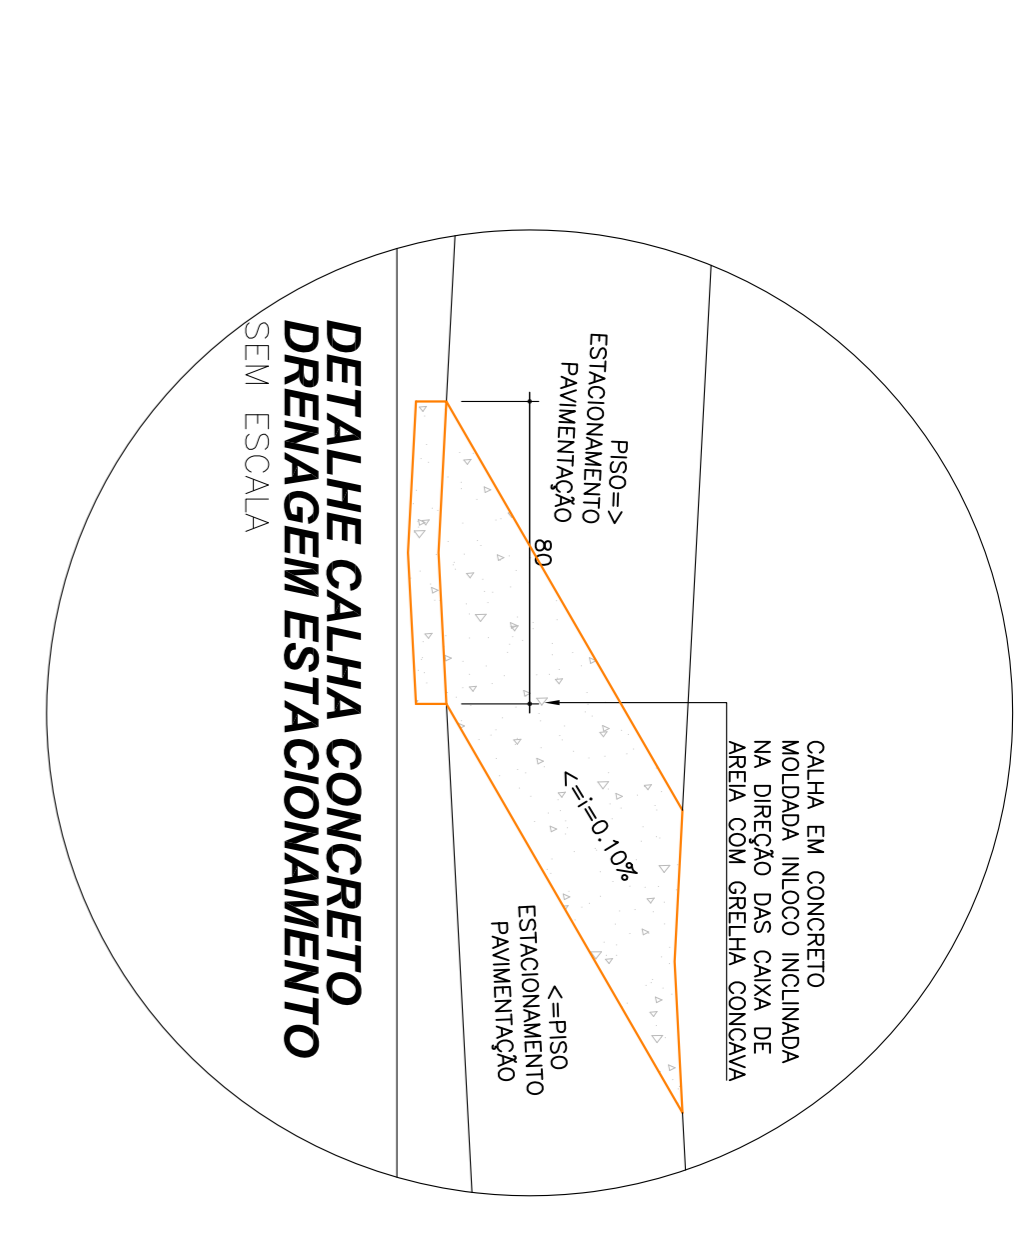 CALHA EM CONCRETO
MOLDADA INLOCO INCLINADA
NA DIREÇÃO DAS CAIXA DE
AREIA COM GRELHA CONCAVA
PISO=>
ESTACIONAMENTO
PAVIMENTAÇÃO
80
<=i=0.10%
<=PISO
ESTACIONAMENTO
PAVIMENTAÇÃO
DETALHE CALHA CONCRETO
DRENAGEM ESTACIONAMENTO
SEM ESCALA